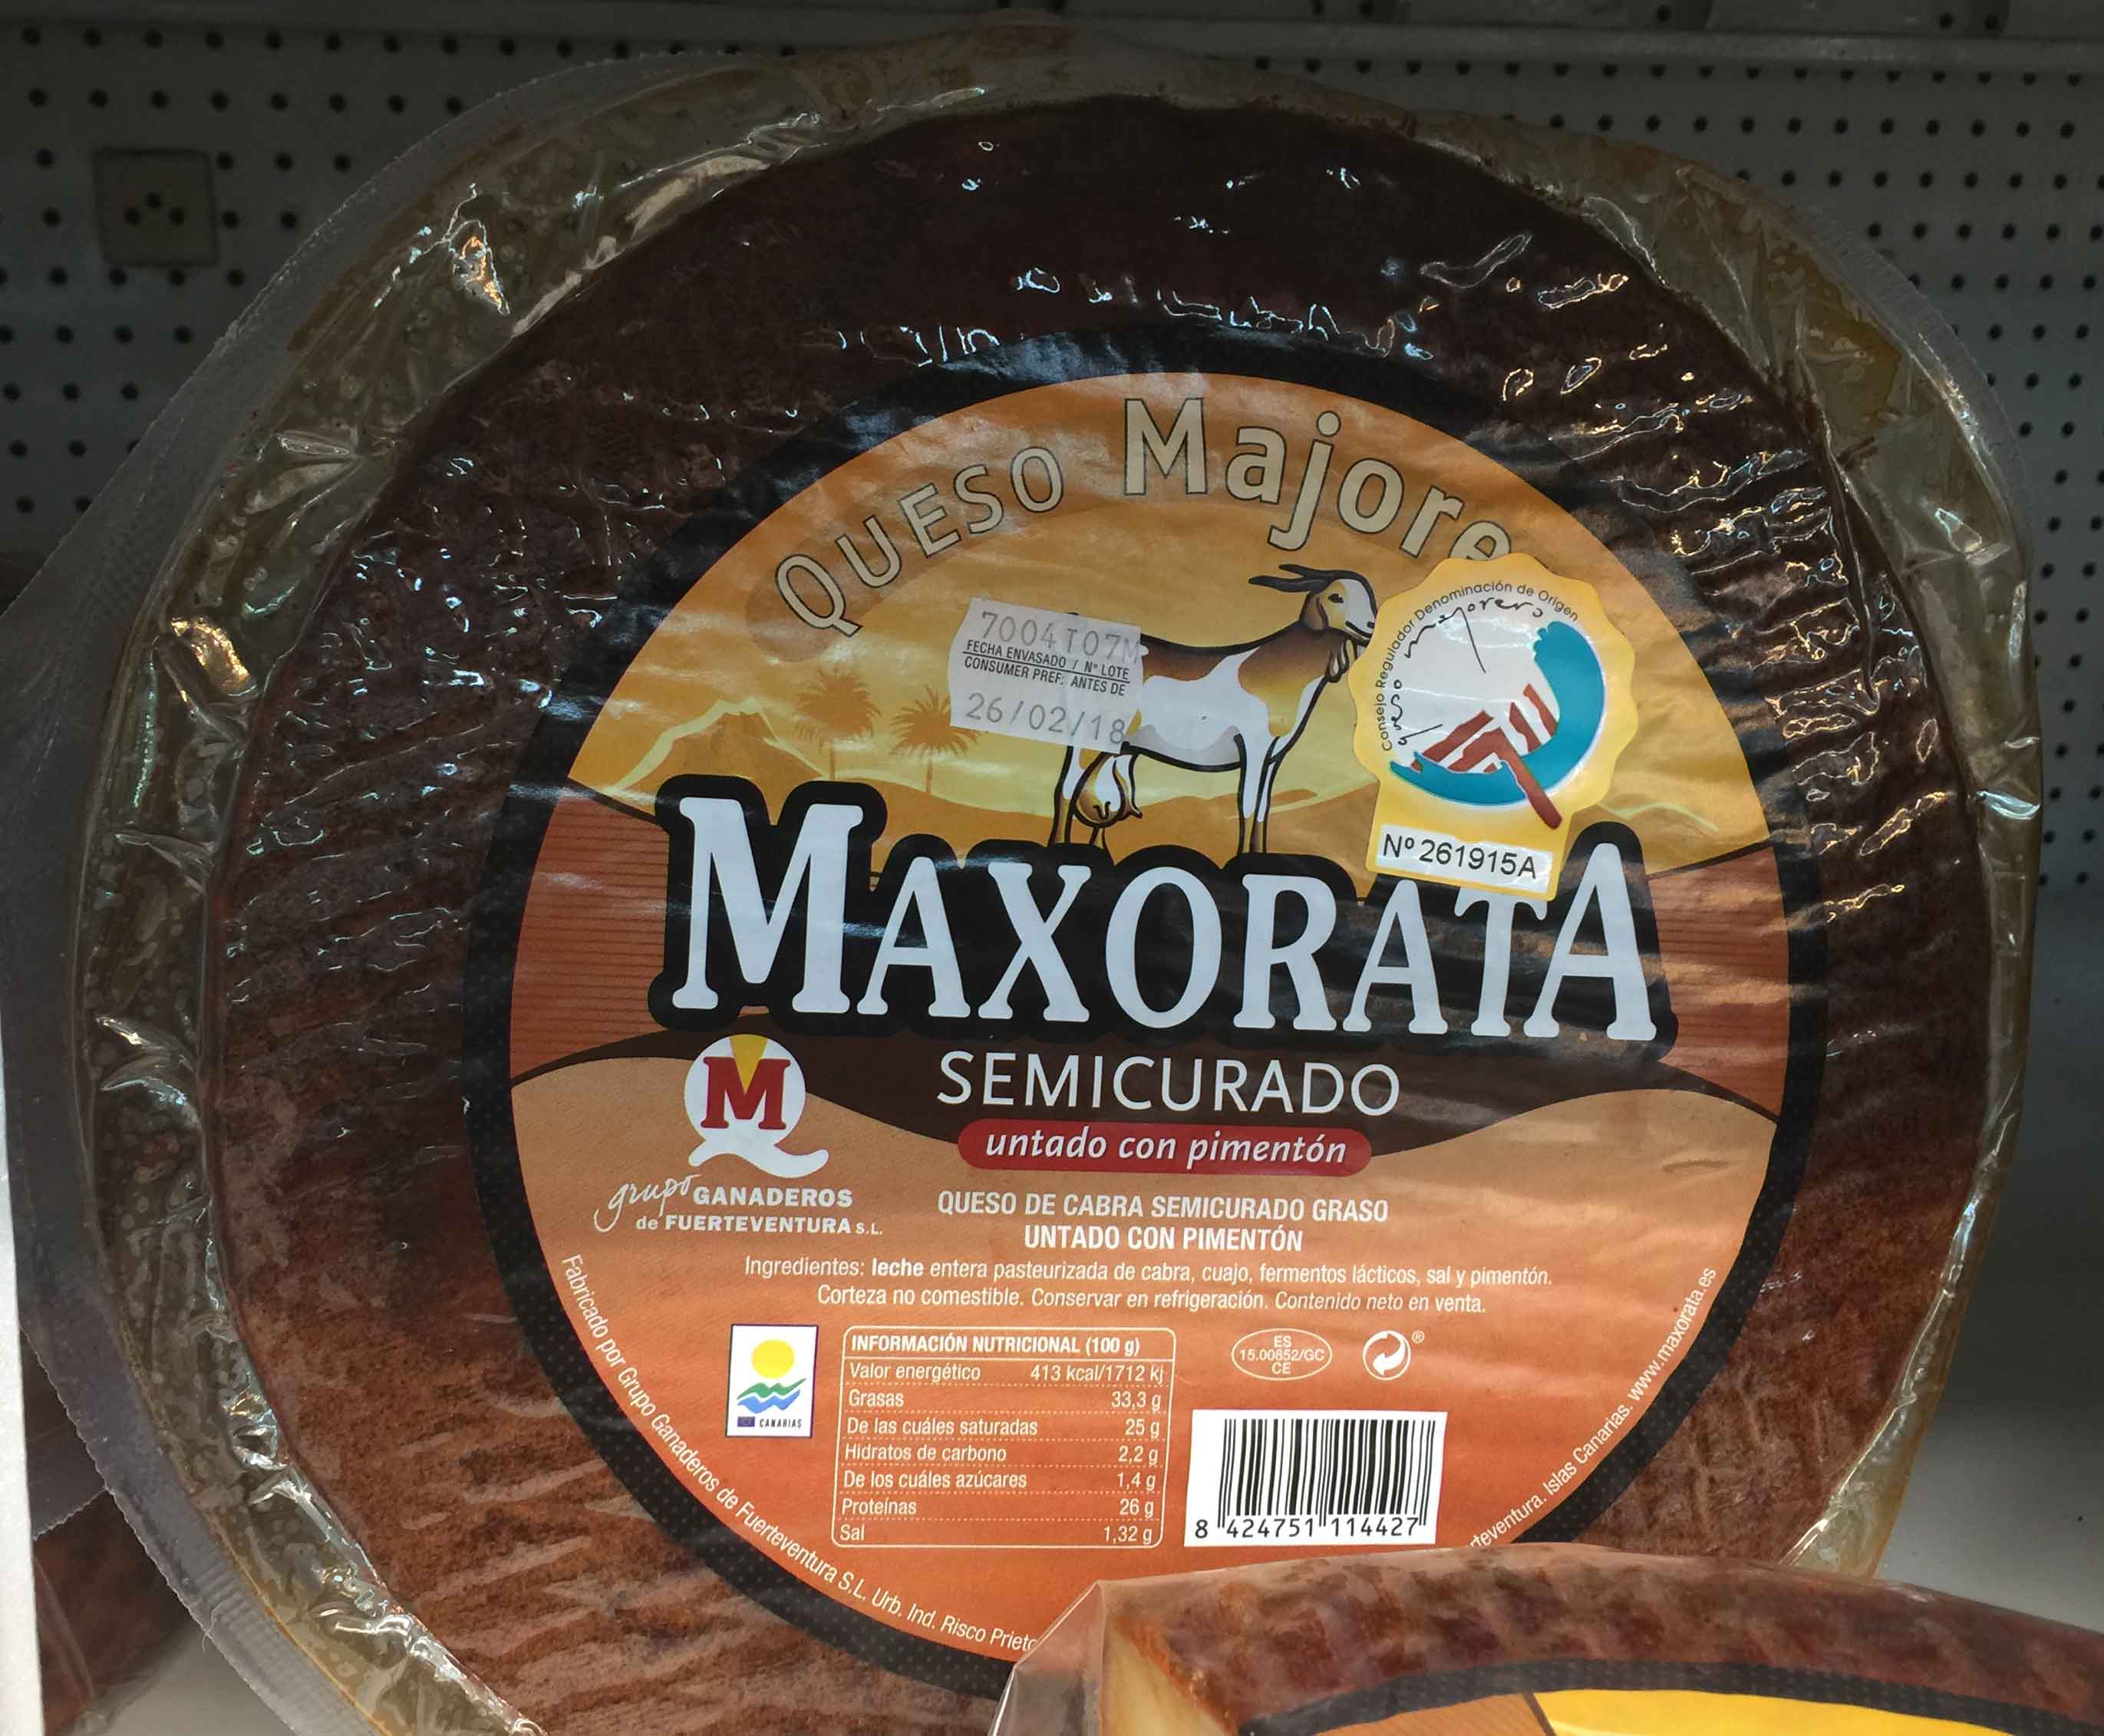 QUESO Majore
7004T07M
FECHA ENVASADO / Nº LOTE
CONSUMER PREF: ANTES DE
26/02/18
Consejo Regulador Denominación de Origen
queso majorero
Nº 261915A
MAXORATA
SEMICURADO
untado con pimentón
M
grupo GANADEROS
de FUERTEVENTURA S.L.
QUESO DE CABRA SEMICURADO GRASO
UNTADO CON PIMENTÓN
Ingredientes: leche entera pasteurizada de cabra, cuajo, fermentos lácticos, sal y pimentón.
Corteza no comestible. Conservar en refrigeración. Contenido neto en venta.
CANARIAS
INFORMACIÓN NUTRICIONAL (100 g)
Valor energético 413 kcal/1712 kj
Grasas 33,3 g
De las cuáles saturadas 25 g
Hidratos de carbono 2,2 g
De los cuáles azúcares 1,4 g
Proteínas 26 g
Sal 1,32 g
ES
15.00852/GC
CE
®
8 424751 114427
Fabricado por Grupo Ganaderos de Fuerteventura S.L. Urb. Ind. Risco Prieto
rteventura. Islas Canarias. www.maxorata.es